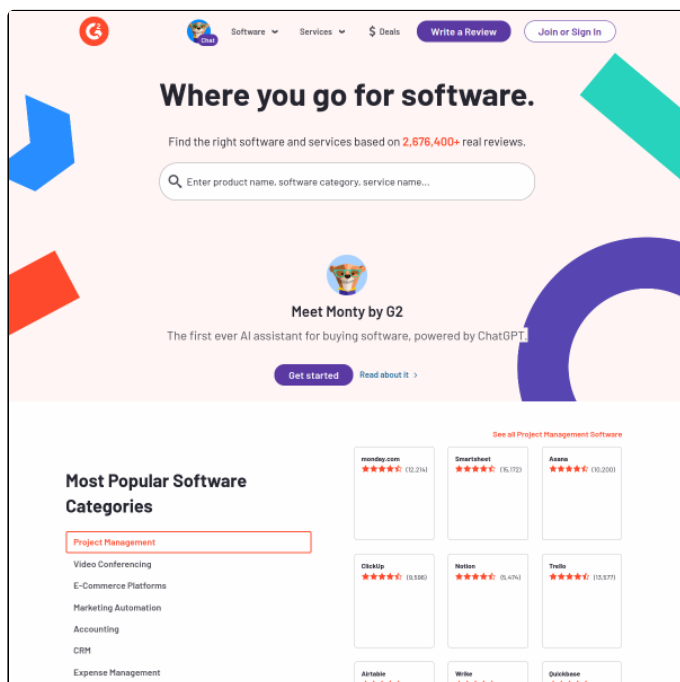 G2
Chat
Software
Services
$ Deals
Write a Review
Join or Sign In
Where you go for software.
Find the right software and services based on 2,676,400+ real reviews.
Enter product name, software category, service name...
Meet Monty by G2
The first ever AI assistant for buying software, powered by ChatGPT.
Get started
Read about it >
See all Project Management Software
Most Popular Software
Categories
Project Management
Video Conferencing
E-Commerce Platforms
Marketing Automation
Accounting
CRM
Expense Management
monday.com
(12,214)
Smartsheet
(15,172)
Asana
(10,200)
ClickUp
(9,586)
Notion
(5,474)
Trello
(13,577)
Airtable
Wrike
Quickbase